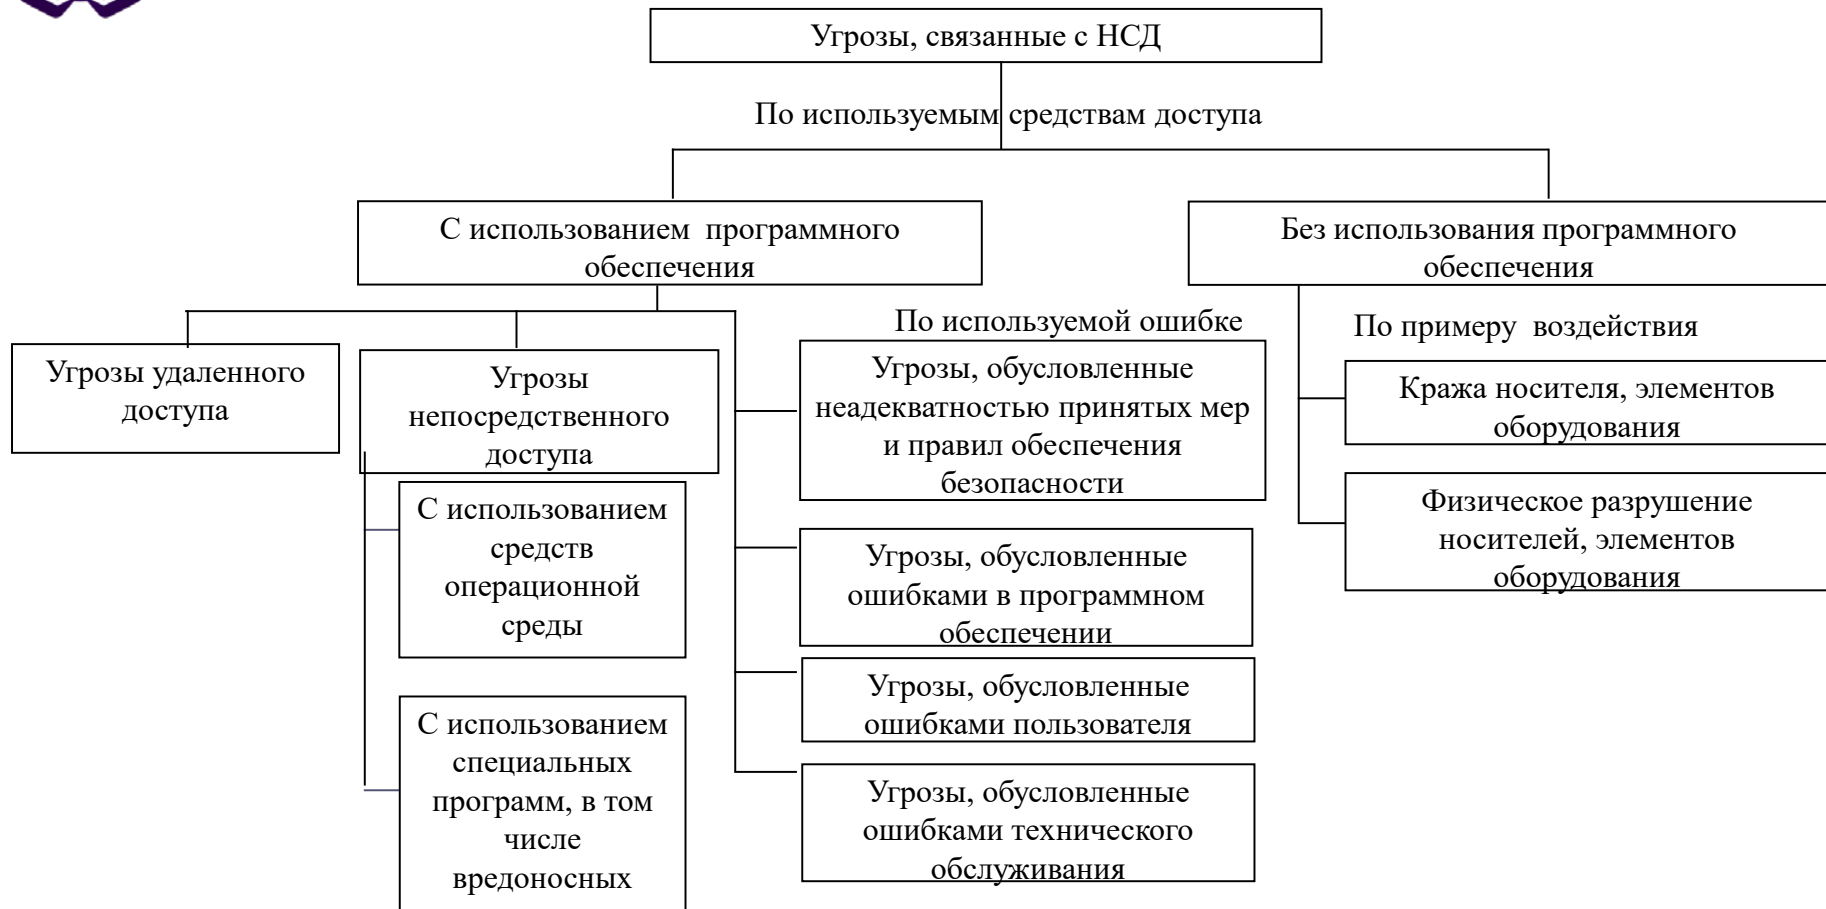 Угрозы, связанные с НСД
По используемым средствам доступа
С использованием программного
обеспечения
Без использования программного
обеспечения
Угрозы удаленного
доступа
Угрозы
непосредственного
доступа
С использованием
средств
операционной
среды
С использованием
специальных
программ, в том
числе
вредоносных
По используемой ошибке
Угрозы, обусловленные
неадекватностью принятых мер
и правил обеспечения
безопасности
Угрозы, обусловленные
ошибками в программном
обеспечении
Угрозы, обусловленные
ошибками пользователя
Угрозы, обусловленные
ошибками технического
обслуживания
По примеру воздействия
Кража носителя, элементов
оборудования
Физическое разрушение
носителей, элементов
оборудования